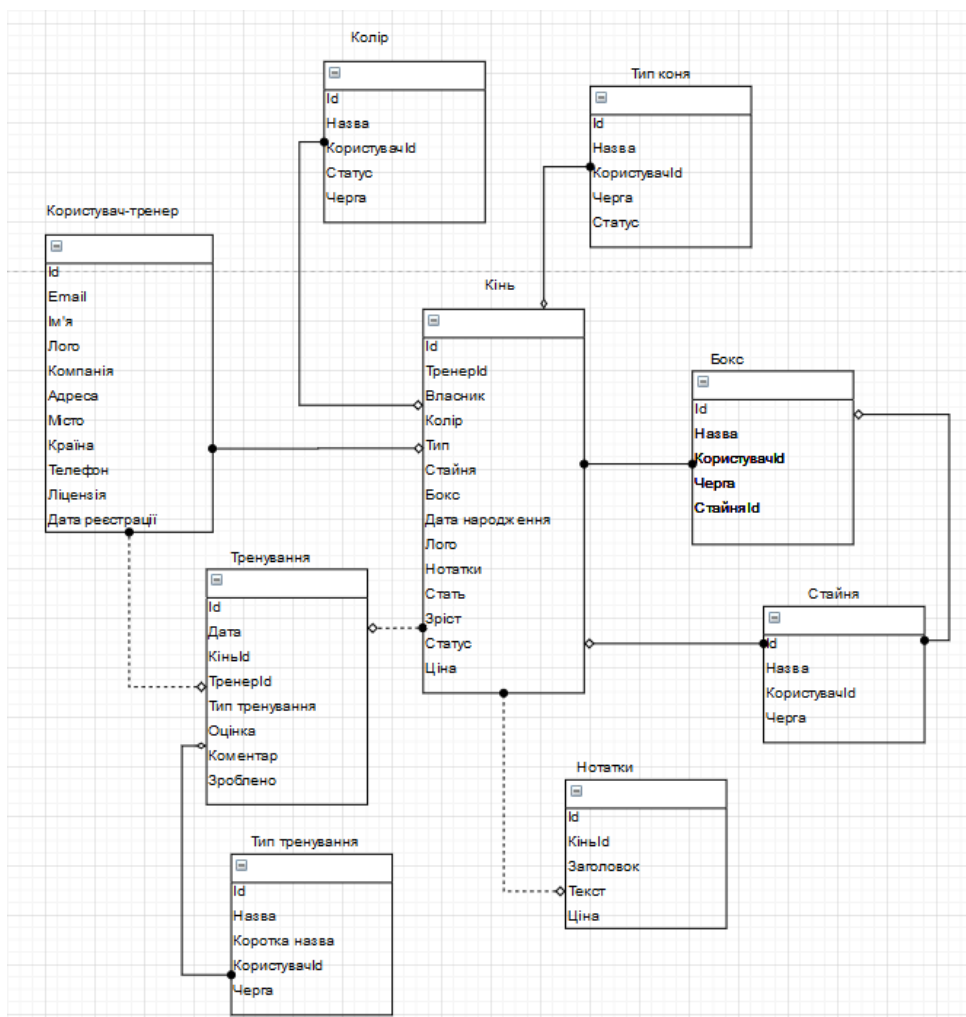 Колір
Id
Назва
КористувачId
Статус
Черга
Тип коня
Id
Назва
КористувачId
Черга
Статус
Користувач-тренер
Id
Email
Ім'я
Лого
Компанія
Адреса
Місто
Країна
Телефон
Ліцензія
Дата реєстрації
Кінь
Id
ТренерId
Власник
Колір
Тип
Стайня
Бокс
Дата народження
Лого
Нотатки
Стать
Зріст
Статус
Ціна
Бокс
Id
Назва
КористувачId
Черга
СтайняId
Тренування
Id
Дата
КіньId
ТренерId
Тип тренування
Оцінка
Коментар
Зроблено
Стайня
Id
Назва
КористувачId
Черга
Нотатки
Id
КіньId
Заголовок
Текст
Ціна
Тип тренування
Id
Назва
Коротка назва
КористувачId
Черга